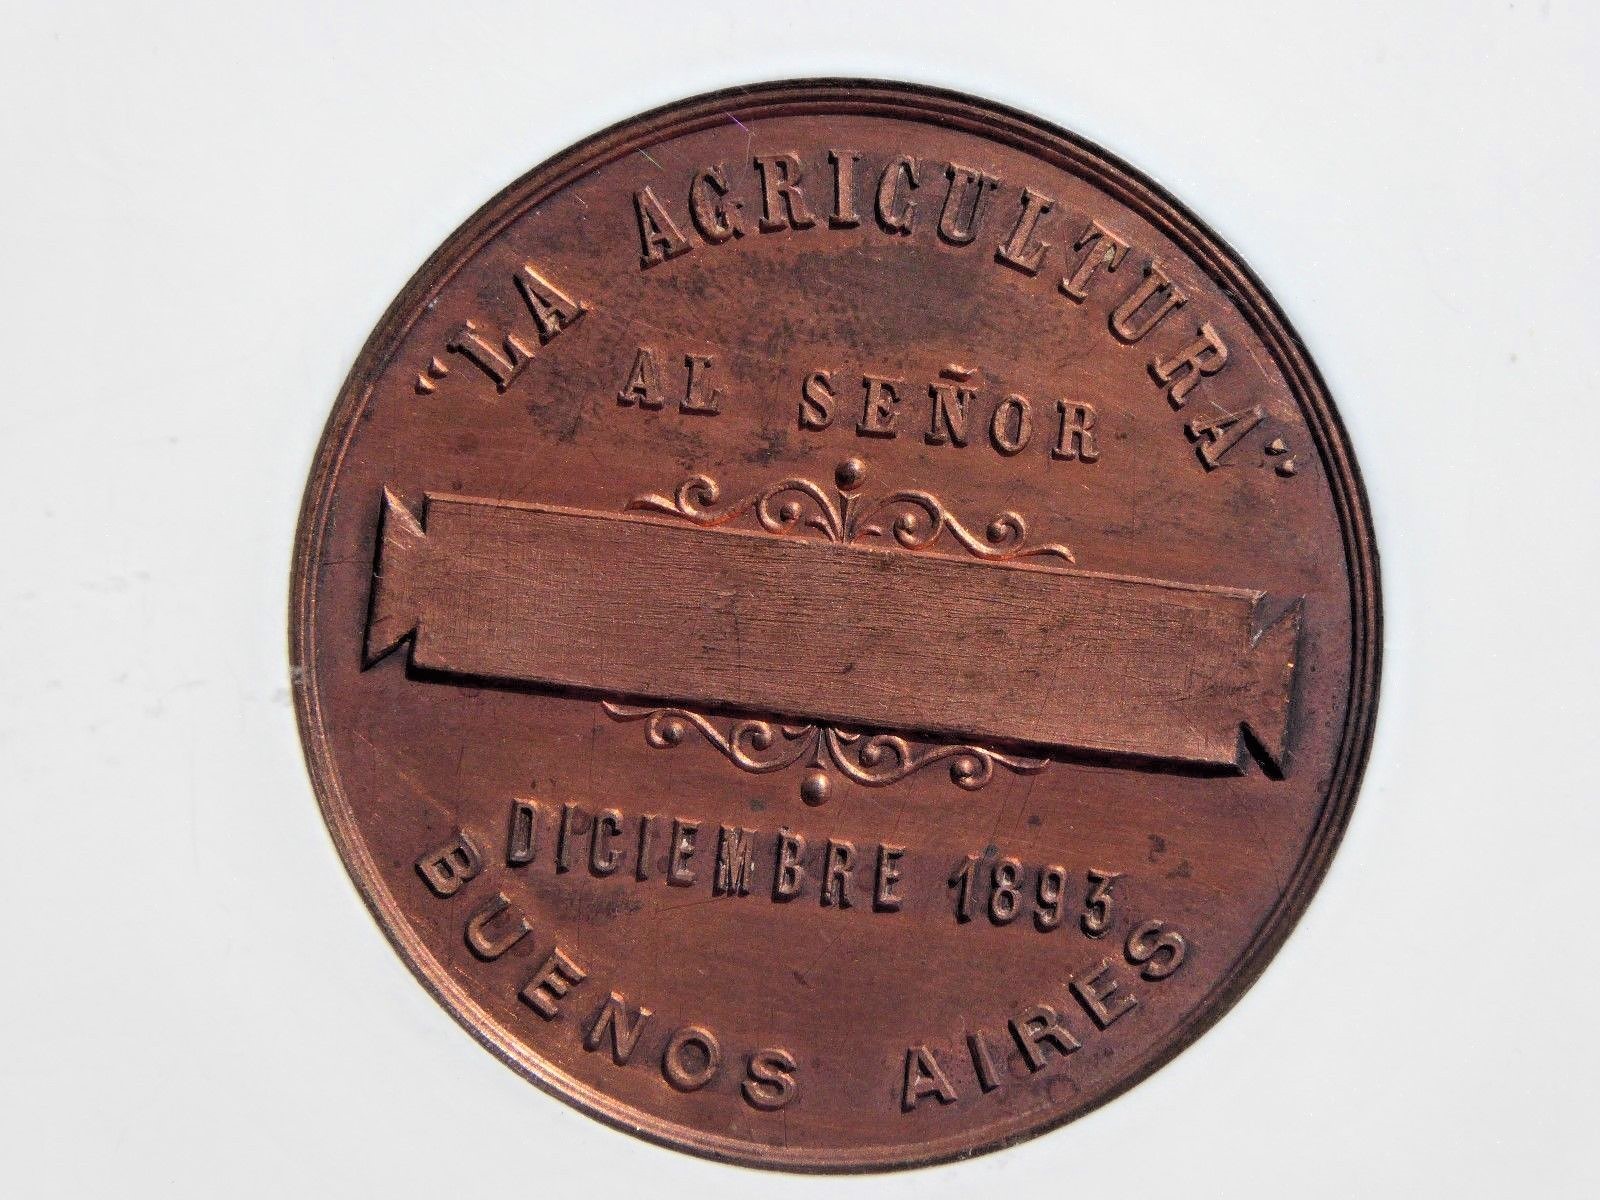 “LA AGRICULTURA”
AL SEÑOR
DICIEMBRE 1893
BUENOS AIRES